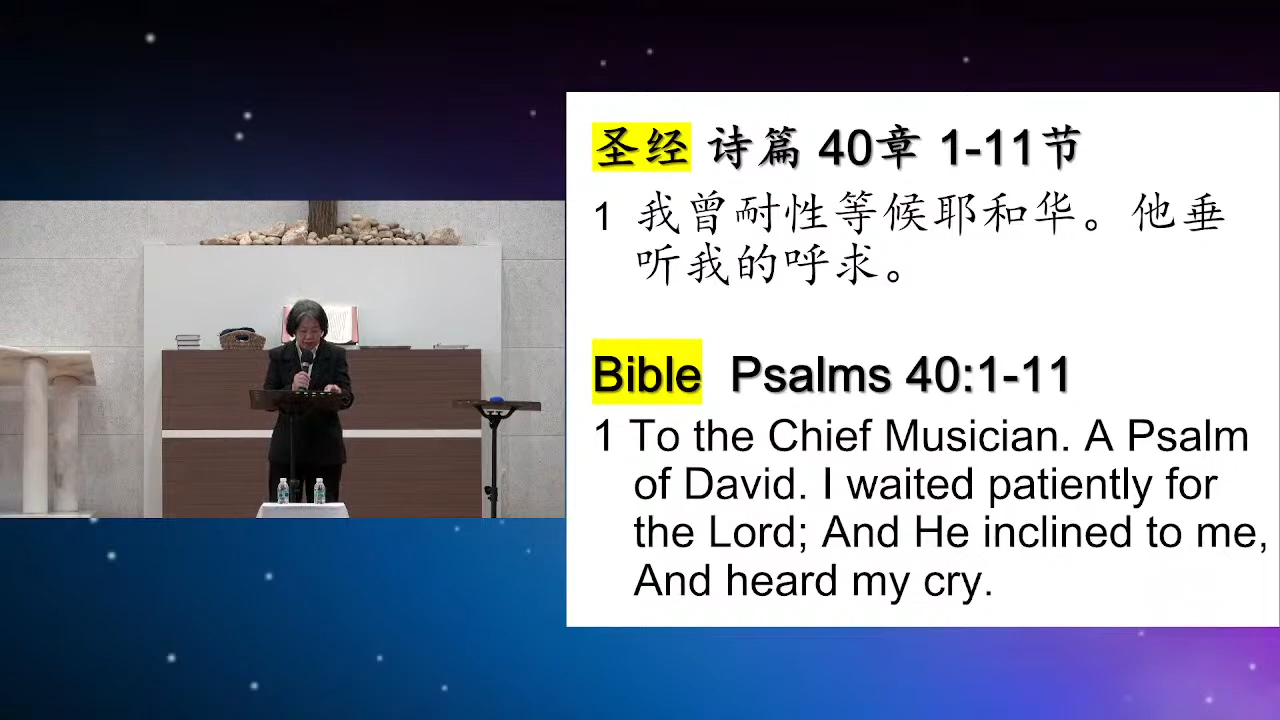 圣经 诗篇 40章 1-11节
1 我曾耐性等候耶和华。他垂
听我的呼求。
Bible Psalms 40:1-11
1 To the Chief Musician. A Psalm
of David. I waited patiently for
the Lord; And He inclined to me,
And heard my cry.